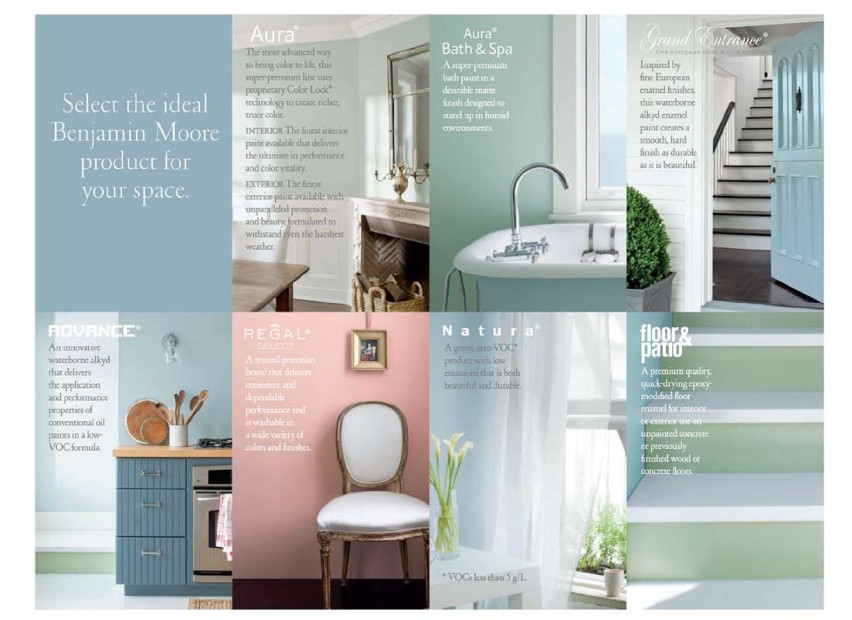 Select the ideal
Benjamin Moore
product for
your space.
Aura®
The most advanced way
to bring color to life, this
super-premium line uses
proprietary Color Lock®
technology to create richer,
truer color.
INTERIOR The finest interior
paint available that delivers
the ultimate in performance
and color vitality.
EXTERIOR The finest
exterior paint available with
unparalleled protection
and beauty, formulated to
withstand even the harshest
weather.
Aura®
Bath & Spa
A super-premium
bath paint in a
desirable matte
finish designed to
stand up in humid
environments.
Grand Entrance®
fine european door & trim
Inspired by
fine European
enamel finishes,
this waterborne
alkyd enamel
paint creates a
smooth, hard
finish as durable
as it is beautiful.
ADVANCE®
An innovative
waterborne alkyd
that delivers
the application
and performance
properties of
conventional oil
paints in a low-
VOC formula.
REGAL®
SELECT
A trusted premium
brand that delivers
consistent and
dependable
performance and
is washable in
a wide variety of
colors and finishes.
Natura®
A green, zero-VOC*
product with low
emissions that is both
beautiful and durable.
* VOCs less than 5 g/L
floor&
patio
A premium quality,
quick-drying epoxy-
modified floor
enamel for interior
or exterior use on
unpainted concrete
or previously
finished wood or
concrete floors.